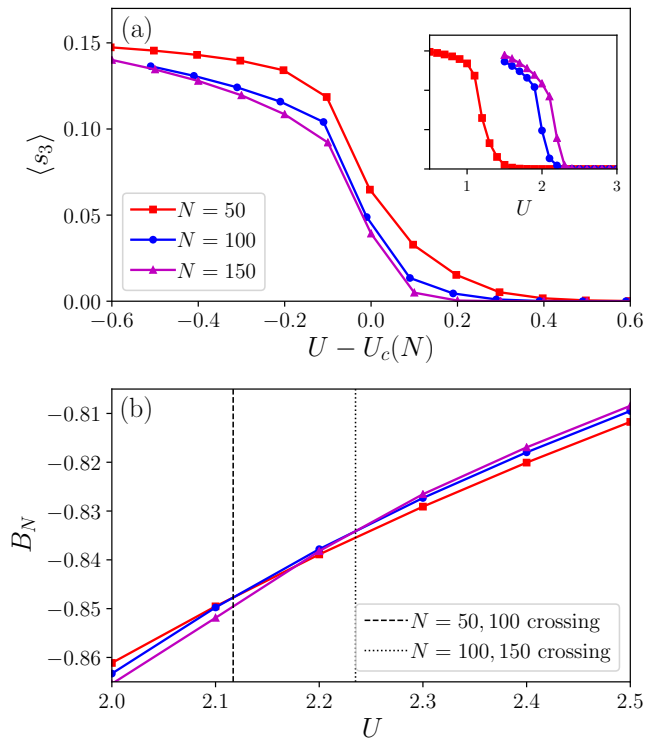 (a)
0.15
0.10
0.05
0.00
⟨s₃⟩
N = 50
N = 100
N = 150
1 2 3
U
−0.6 −0.4 −0.2 0.0 0.2 0.4 0.6
U − U_c(N)
(b)
−0.81
−0.82
−0.83
−0.84
−0.85
−0.86
B_N
N = 50, 100 crossing
N = 100, 150 crossing
2.0 2.1 2.2 2.3 2.4 2.5
U